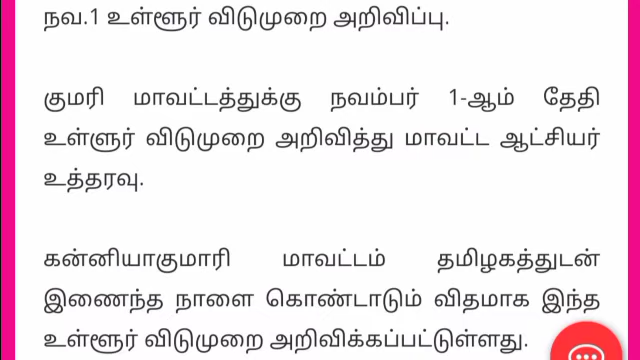 நவ.1 உள்ளூர் விடுமுறை அறிவிப்பு.
குமரி மாவட்டத்துக்கு நவம்பர் 1-ஆம் தேதி
உள்ளுர் விடுமுறை அறிவித்து மாவட்ட ஆட்சியர்
உத்தரவு.
கன்னியாகுமாரி மாவட்டம் தமிழகத்துடன்
இணைந்த நாளை கொண்டாடும் விதமாக இந்த
உள்ளூர் விடுமுறை அறிவிக்கப்பட்டுள்ளது.